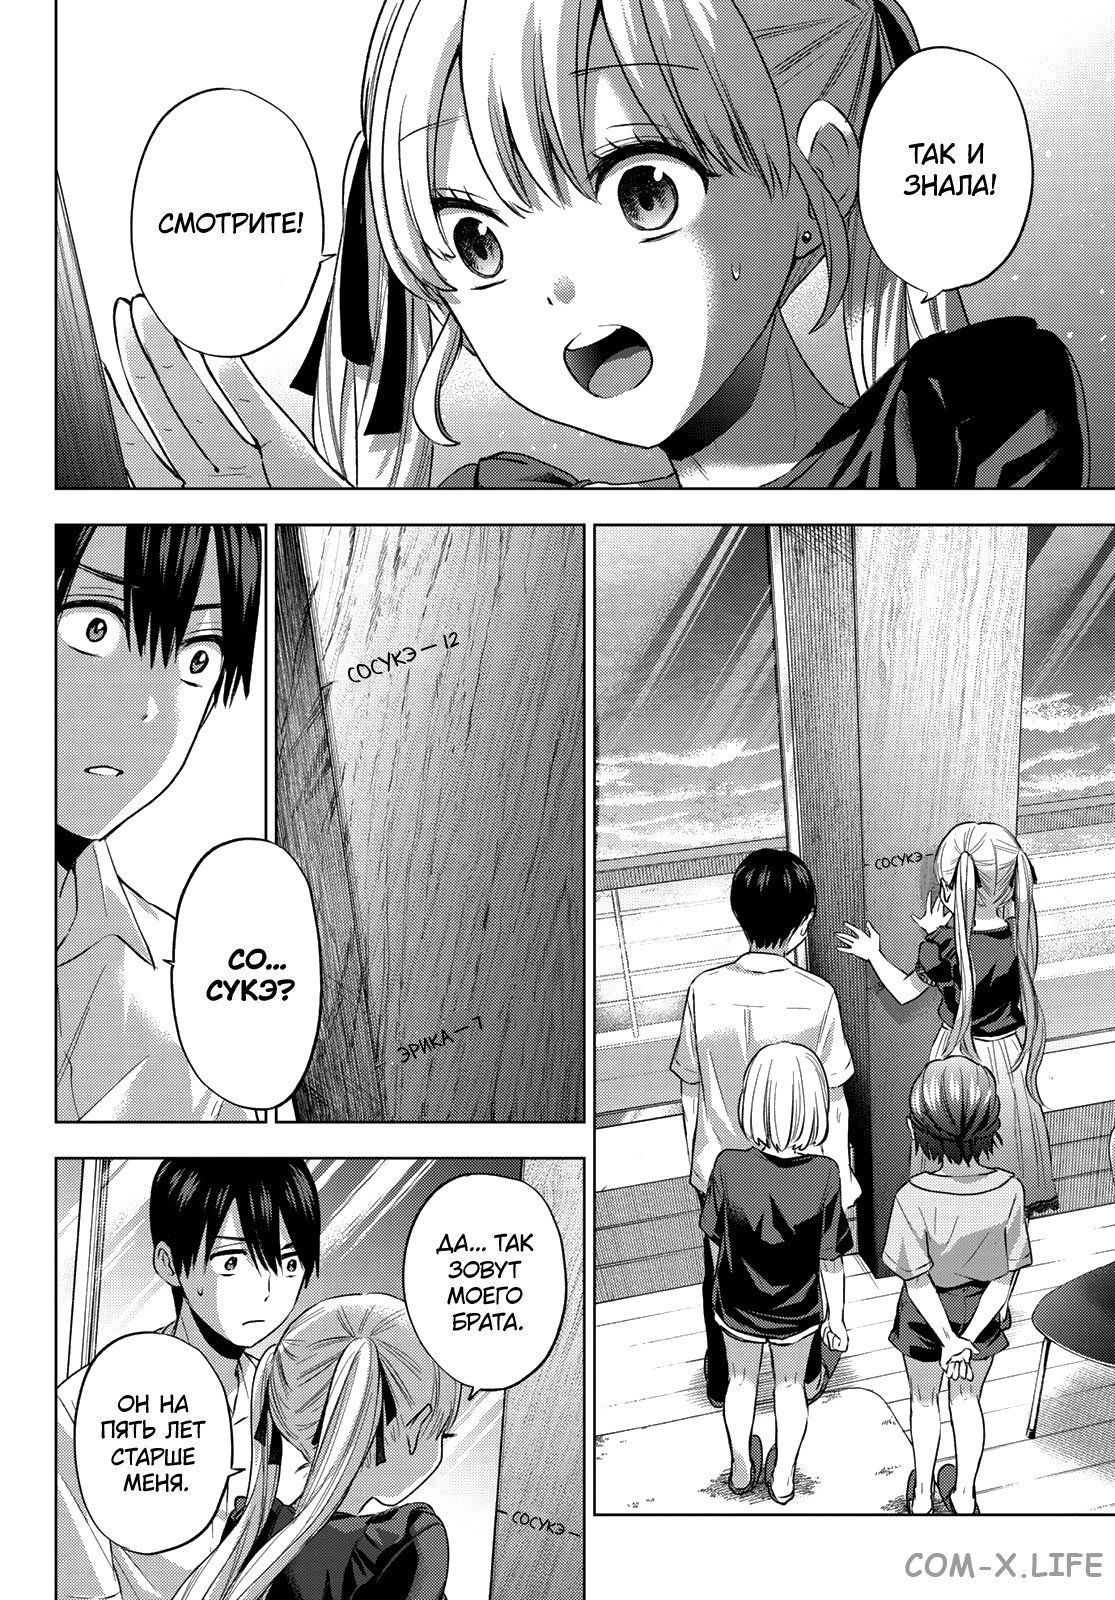 ТАК И
ЗНАЛА!
СМОТРИТЕ!
- СОСУКЭ -
СОСУКЭ — 12
ЭРИКА — 7
СО...
СУКЭ?
ДА... ТАК
ЗОВУТ
МОЕГО
БРАТА.
ОН НА
ПЯТЬ ЛЕТ
СТАРШЕ
МЕНЯ.
- СОСУКЭ -
COM-X.LIFE